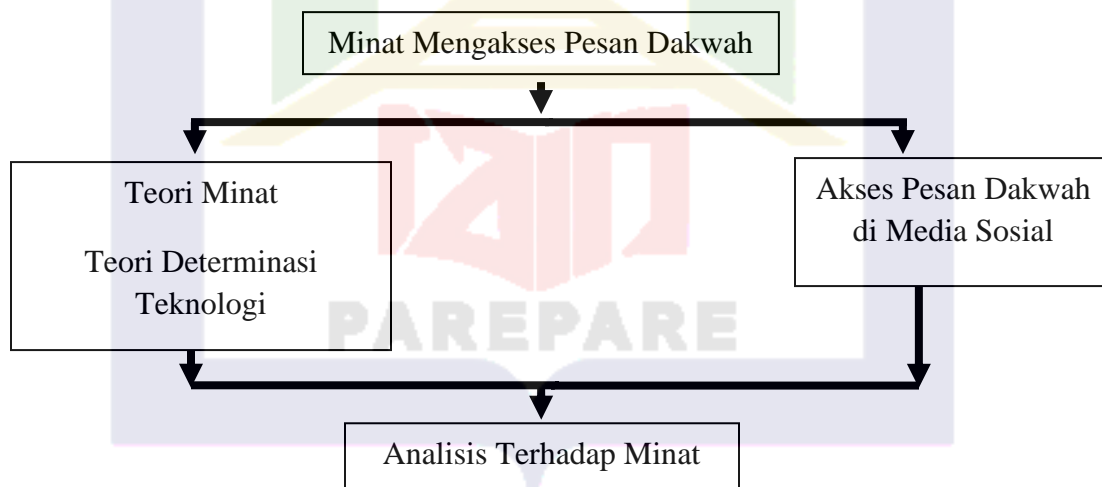 Minat Mengakses Pesan Dakwah
Teori Minat
Teori Determinasi
Teknologi
Akses Pesan Dakwah
di Media Sosial
PAREPARE
Analisis Terhadap Minat